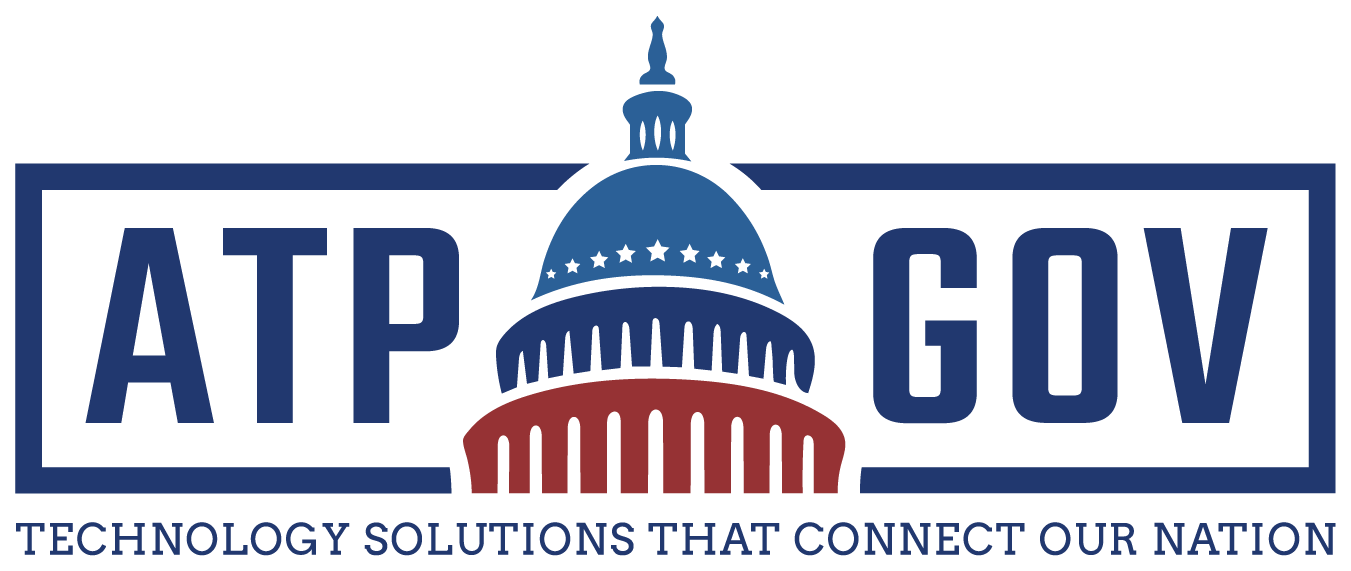 ATP GOV
TECHNOLOGY SOLUTIONS THAT CONNECT OUR NATION